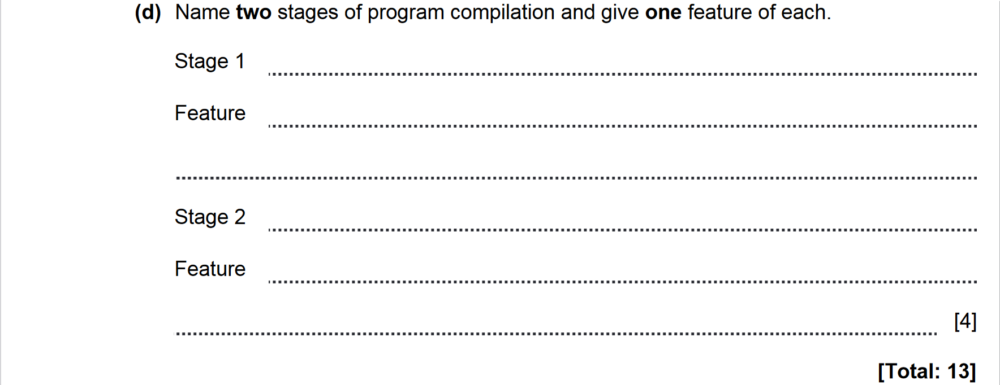 (d) Name two stages of program compilation and give one feature of each.
Stage 1
Feature
Stage 2
Feature
[4]
[Total: 13]